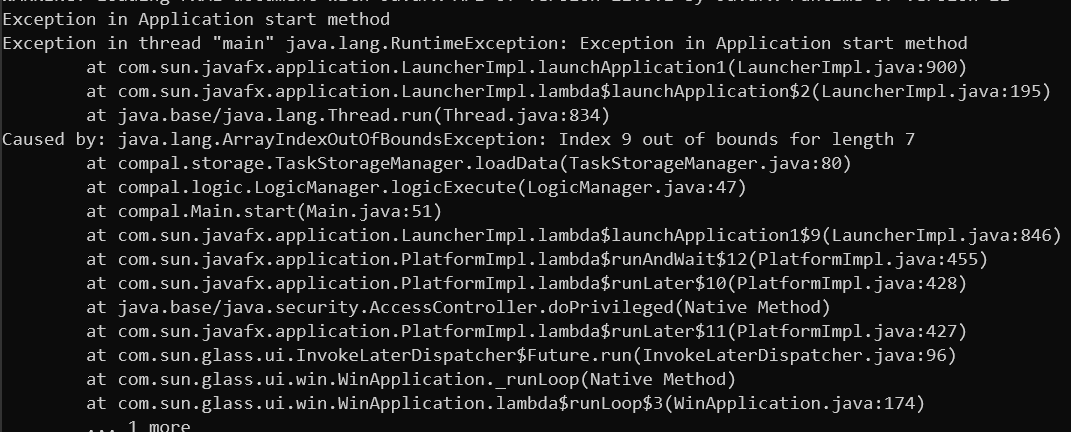 Exception in Application start method
Exception in thread "main" java.lang.RuntimeException: Exception in Application start method
at com.sun.javafx.application.LauncherImpl.launchApplication1(LauncherImpl.java:900)
at com.sun.javafx.application.LauncherImpl.lambda$launchApplication$2(LauncherImpl.java:195)
at java.base/java.lang.Thread.run(Thread.java:834)
Caused by: java.lang.ArrayIndexOutOfBoundsException: Index 9 out of bounds for length 7
at compal.storage.TaskStorageManager.loadData(TaskStorageManager.java:80)
at compal.logic.LogicManager.logicExecute(LogicManager.java:47)
at compal.Main.start(Main.java:51)
at com.sun.javafx.application.LauncherImpl.lambda$launchApplication1$9(LauncherImpl.java:846)
at com.sun.javafx.application.PlatformImpl.lambda$runAndWait$12(PlatformImpl.java:455)
at com.sun.javafx.application.PlatformImpl.lambda$runLater$10(PlatformImpl.java:428)
at java.base/java.security.AccessController.doPrivileged(Native Method)
at com.sun.javafx.application.PlatformImpl.lambda$runLater$11(PlatformImpl.java:427)
at com.sun.glass.ui.InvokeLaterDispatcher$Future.run(InvokeLaterDispatcher.java:96)
at com.sun.glass.ui.win.WinApplication._runLoop(Native Method)
at com.sun.glass.ui.win.WinApplication.lambda$runLoop$3(WinApplication.java:174)
... 1 more